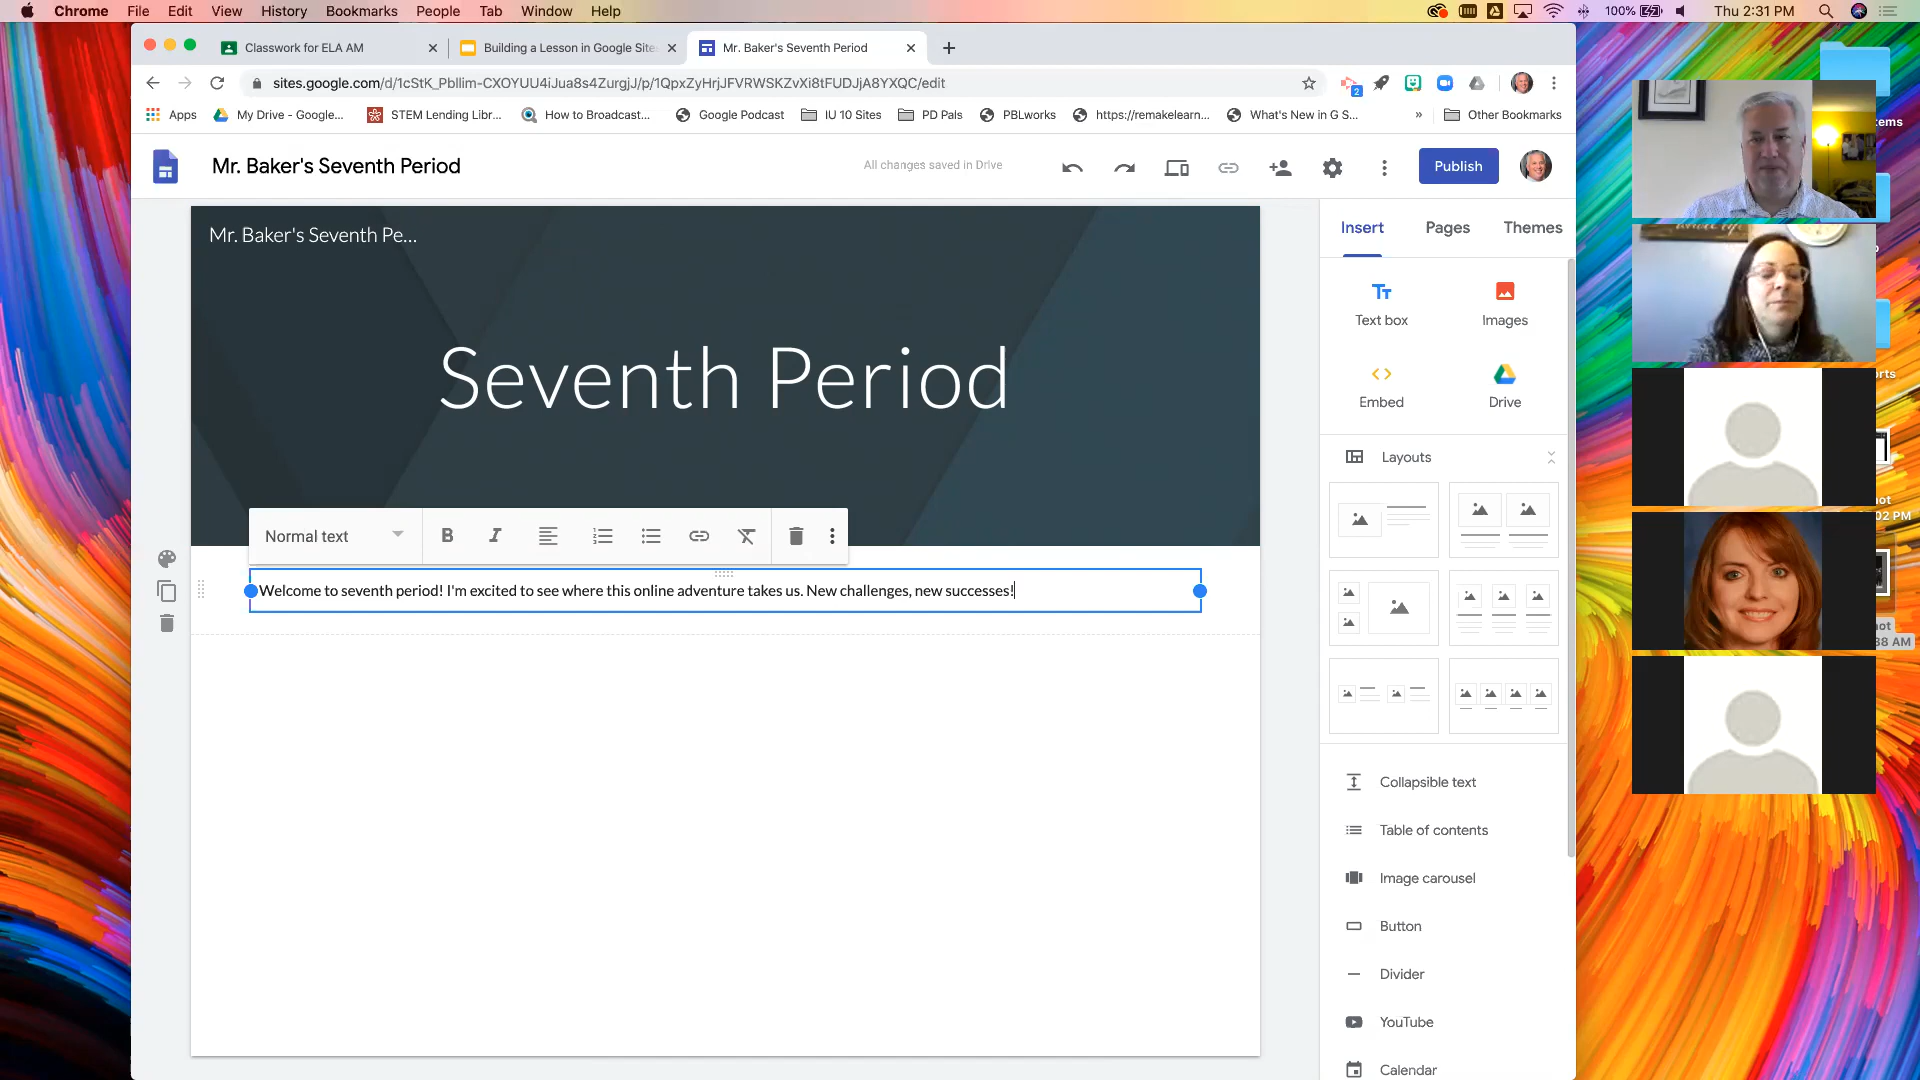 Chrome File Edit View History Bookmarks People Tab Window Help 100% Thu 2:31 PM
Classwork for ELA AM Building a Lesson in Google Site Mr. Baker's Seventh Period
sites.google.com/d/1cStK_Pbllim-CXOYUU4iJua8s4ZurgjJ/p/1QpxZyHrjJFVRWSKZvXi8tFUDJjA8YXQC/edit 2
Apps My Drive - Google... STEM Lending Libr... How to Broadcast... Google Podcast IU 10 Sites PD Pals PBLworks https://remakelearn... What's New in G S... » Other Bookmarks
Mr. Baker's Seventh Period All changes saved in Drive Publish
Mr. Baker's Seventh Pe...
Seventh Period
Normal text B I
Welcome to seventh period! I'm excited to see where this online adventure takes us. New challenges, new successes!
Insert Pages Themes
Text box Images
Embed Drive
Layouts
Collapsible text
Table of contents
Image carousel
Button
Divider
YouTube
Calendar